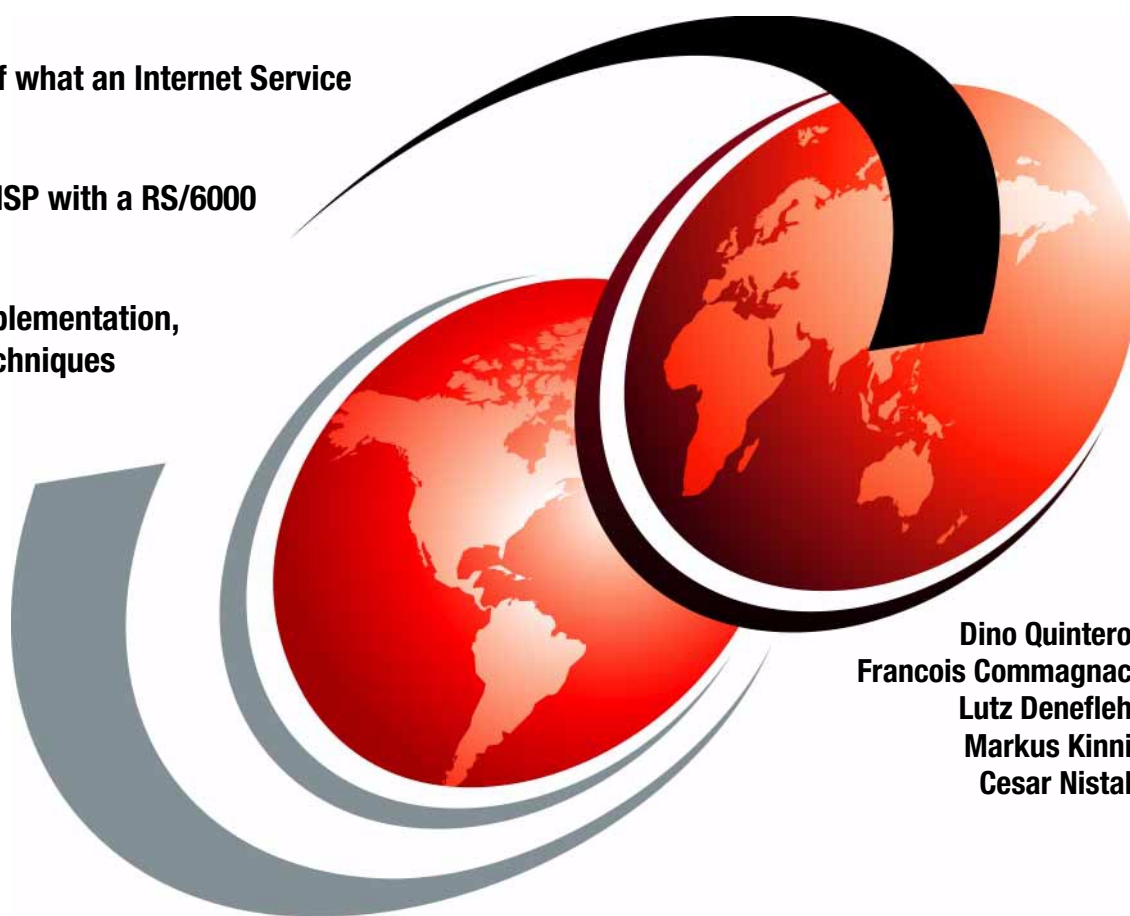 f what an Internet Service
ISP with a RS/6000
plementation,
chniques
Dino Quintero
Francois Commagnac
Lutz Denefleh
Markus Kinni
Cesar Nistal